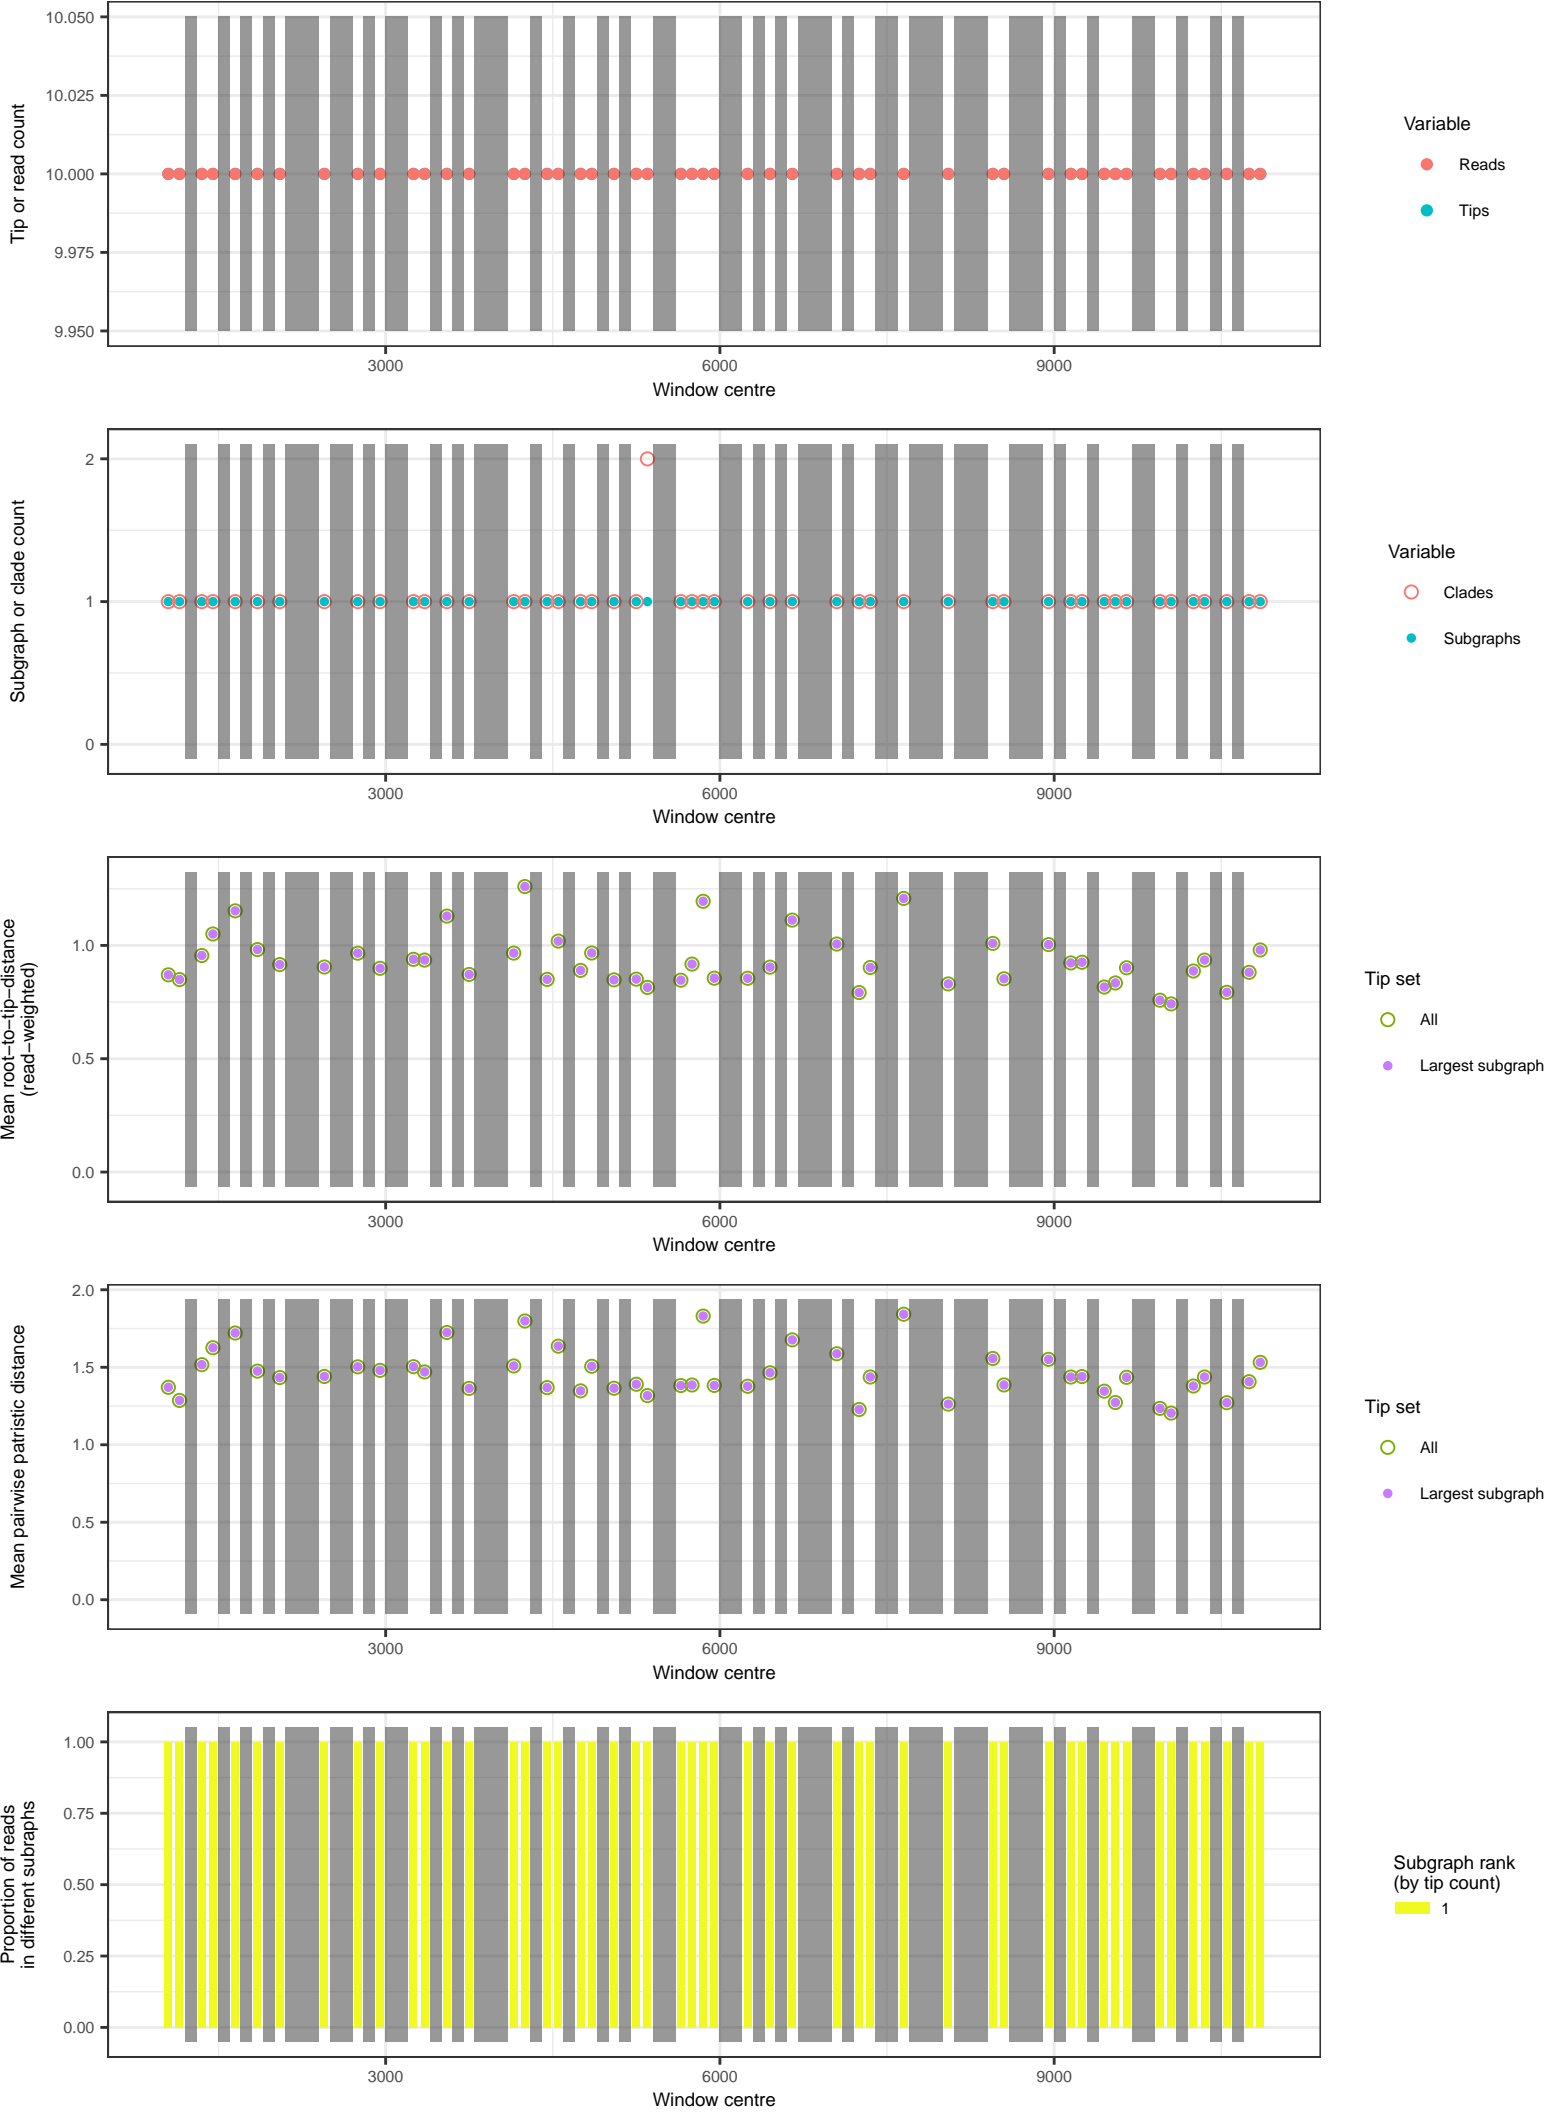 10.050
10.025
10.000
9.975
9.950
Tip or read count
3000
6000
9000
Window centre
Variable
Reads
Tips
2
1
0
Subgraph or clade count
3000
6000
9000
Window centre
Variable
Clades
Subgraphs
1.0
0.5
0.0
Mean root−to−tip−distance
(read−weighted)
3000
6000
9000
Window centre
Tip set
All
Largest subgraph
2.0
1.5
1.0
0.5
0.0
Mean pairwise patristic distance
3000
6000
9000
Window centre
Tip set
All
Largest subgraph
1.00
0.75
0.50
0.25
0.00
Proportion of reads
in different subraphs
3000
6000
9000
Window centre
Subgraph rank
(by tip count)
1